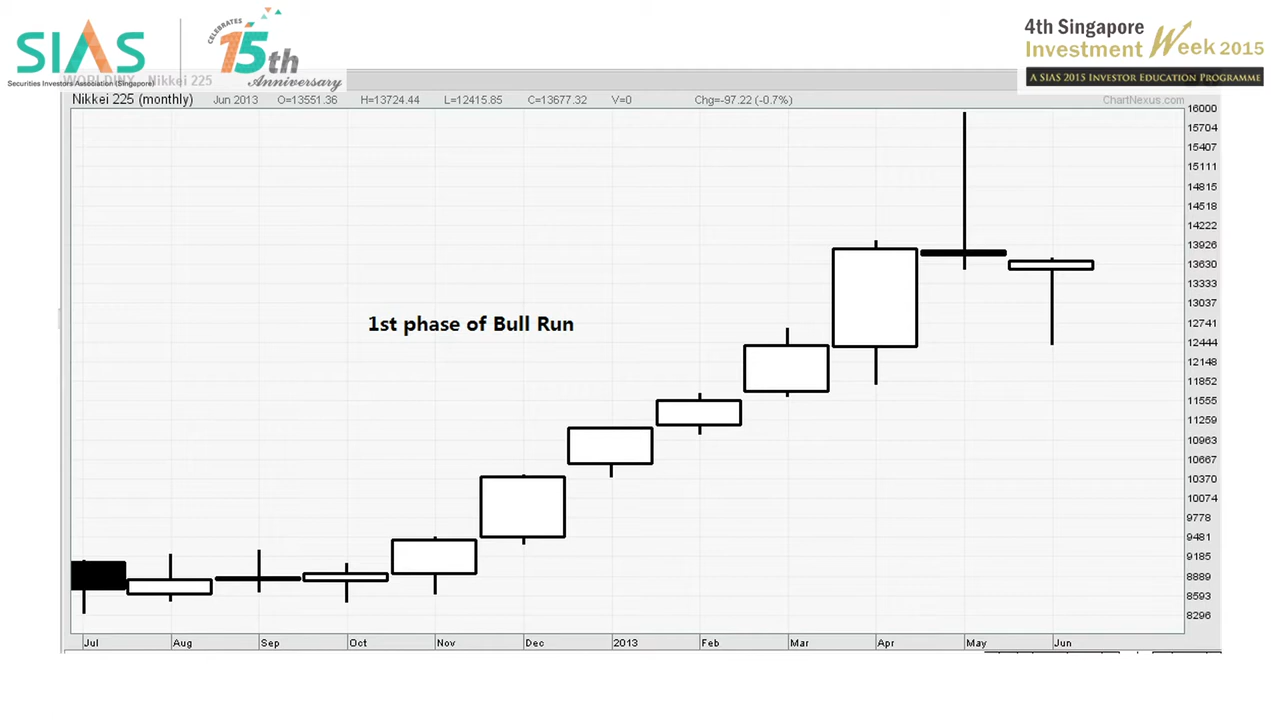 SIAS
Securities Investors Association (Singapore)
CELEBRATES
15th
Anniversary
4th Singapore
Investment Week 2015
A SIAS 2015 INVESTOR EDUCATION PROGRAMME
WORLDINX - Nikkei 225
Nikkei 225 (monthly) Jun 2013 O=13551.36 H=13724.44 L=12415.85 C=13677.32 V=0 Chg=-97.22 (-0.7%) ChartNexus.com
16000
15704
15407
15111
14815
14518
14222
13926
13630
13333
13037
1st phase of Bull Run
12741
12444
12148
11852
11555
11259
10963
10667
10370
10074
9778
9481
9185
8889
8593
8296
Jul Aug Sep Oct Nov Dec 2013 Feb Mar Apr May Jun